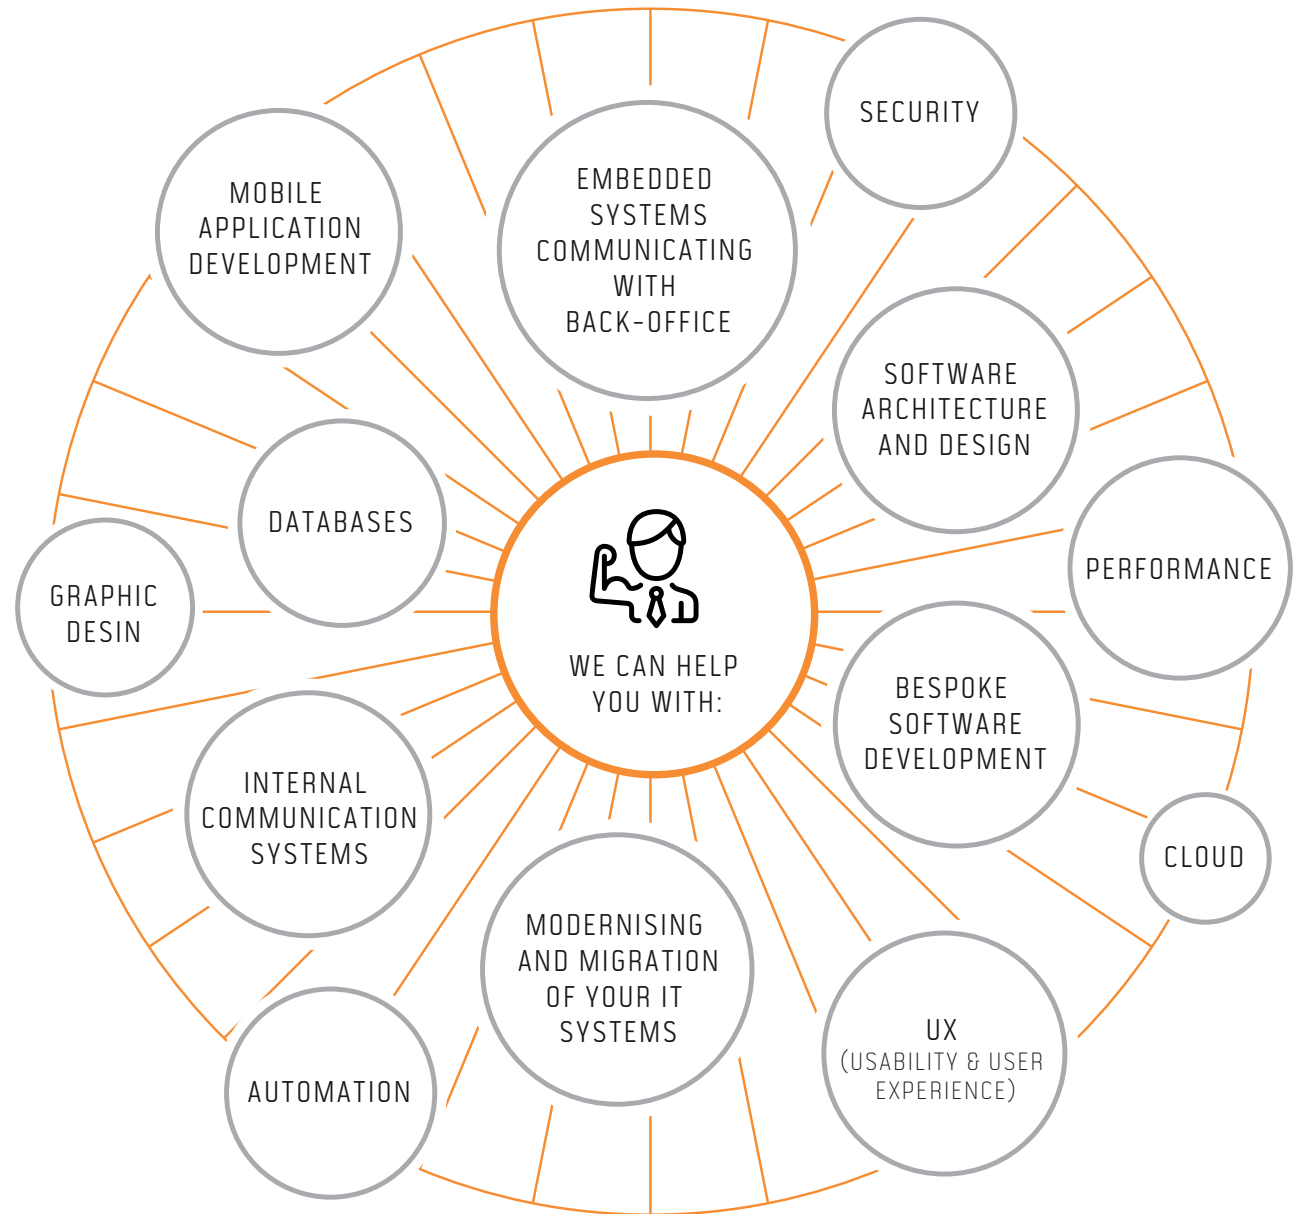 SECURITY
MOBILE
APPLICATION
DEVELOPMENT
EMBEDDED
SYSTEMS
COMMUNICATING
WITH
BACK-OFFICE
SOFTWARE
ARCHITECTURE
AND DESIGN
DATABASES
PERFORMANCE
GRAPHIC
DESIN
WE CAN HELP
YOU WITH:
BESPOKE
SOFTWARE
DEVELOPMENT
INTERNAL
COMMUNICATION
SYSTEMS
CLOUD
MODERNISING
AND MIGRATION
OF YOUR IT
SYSTEMS
UX
(USABILITY & USER
EXPERIENCE)
AUTOMATION